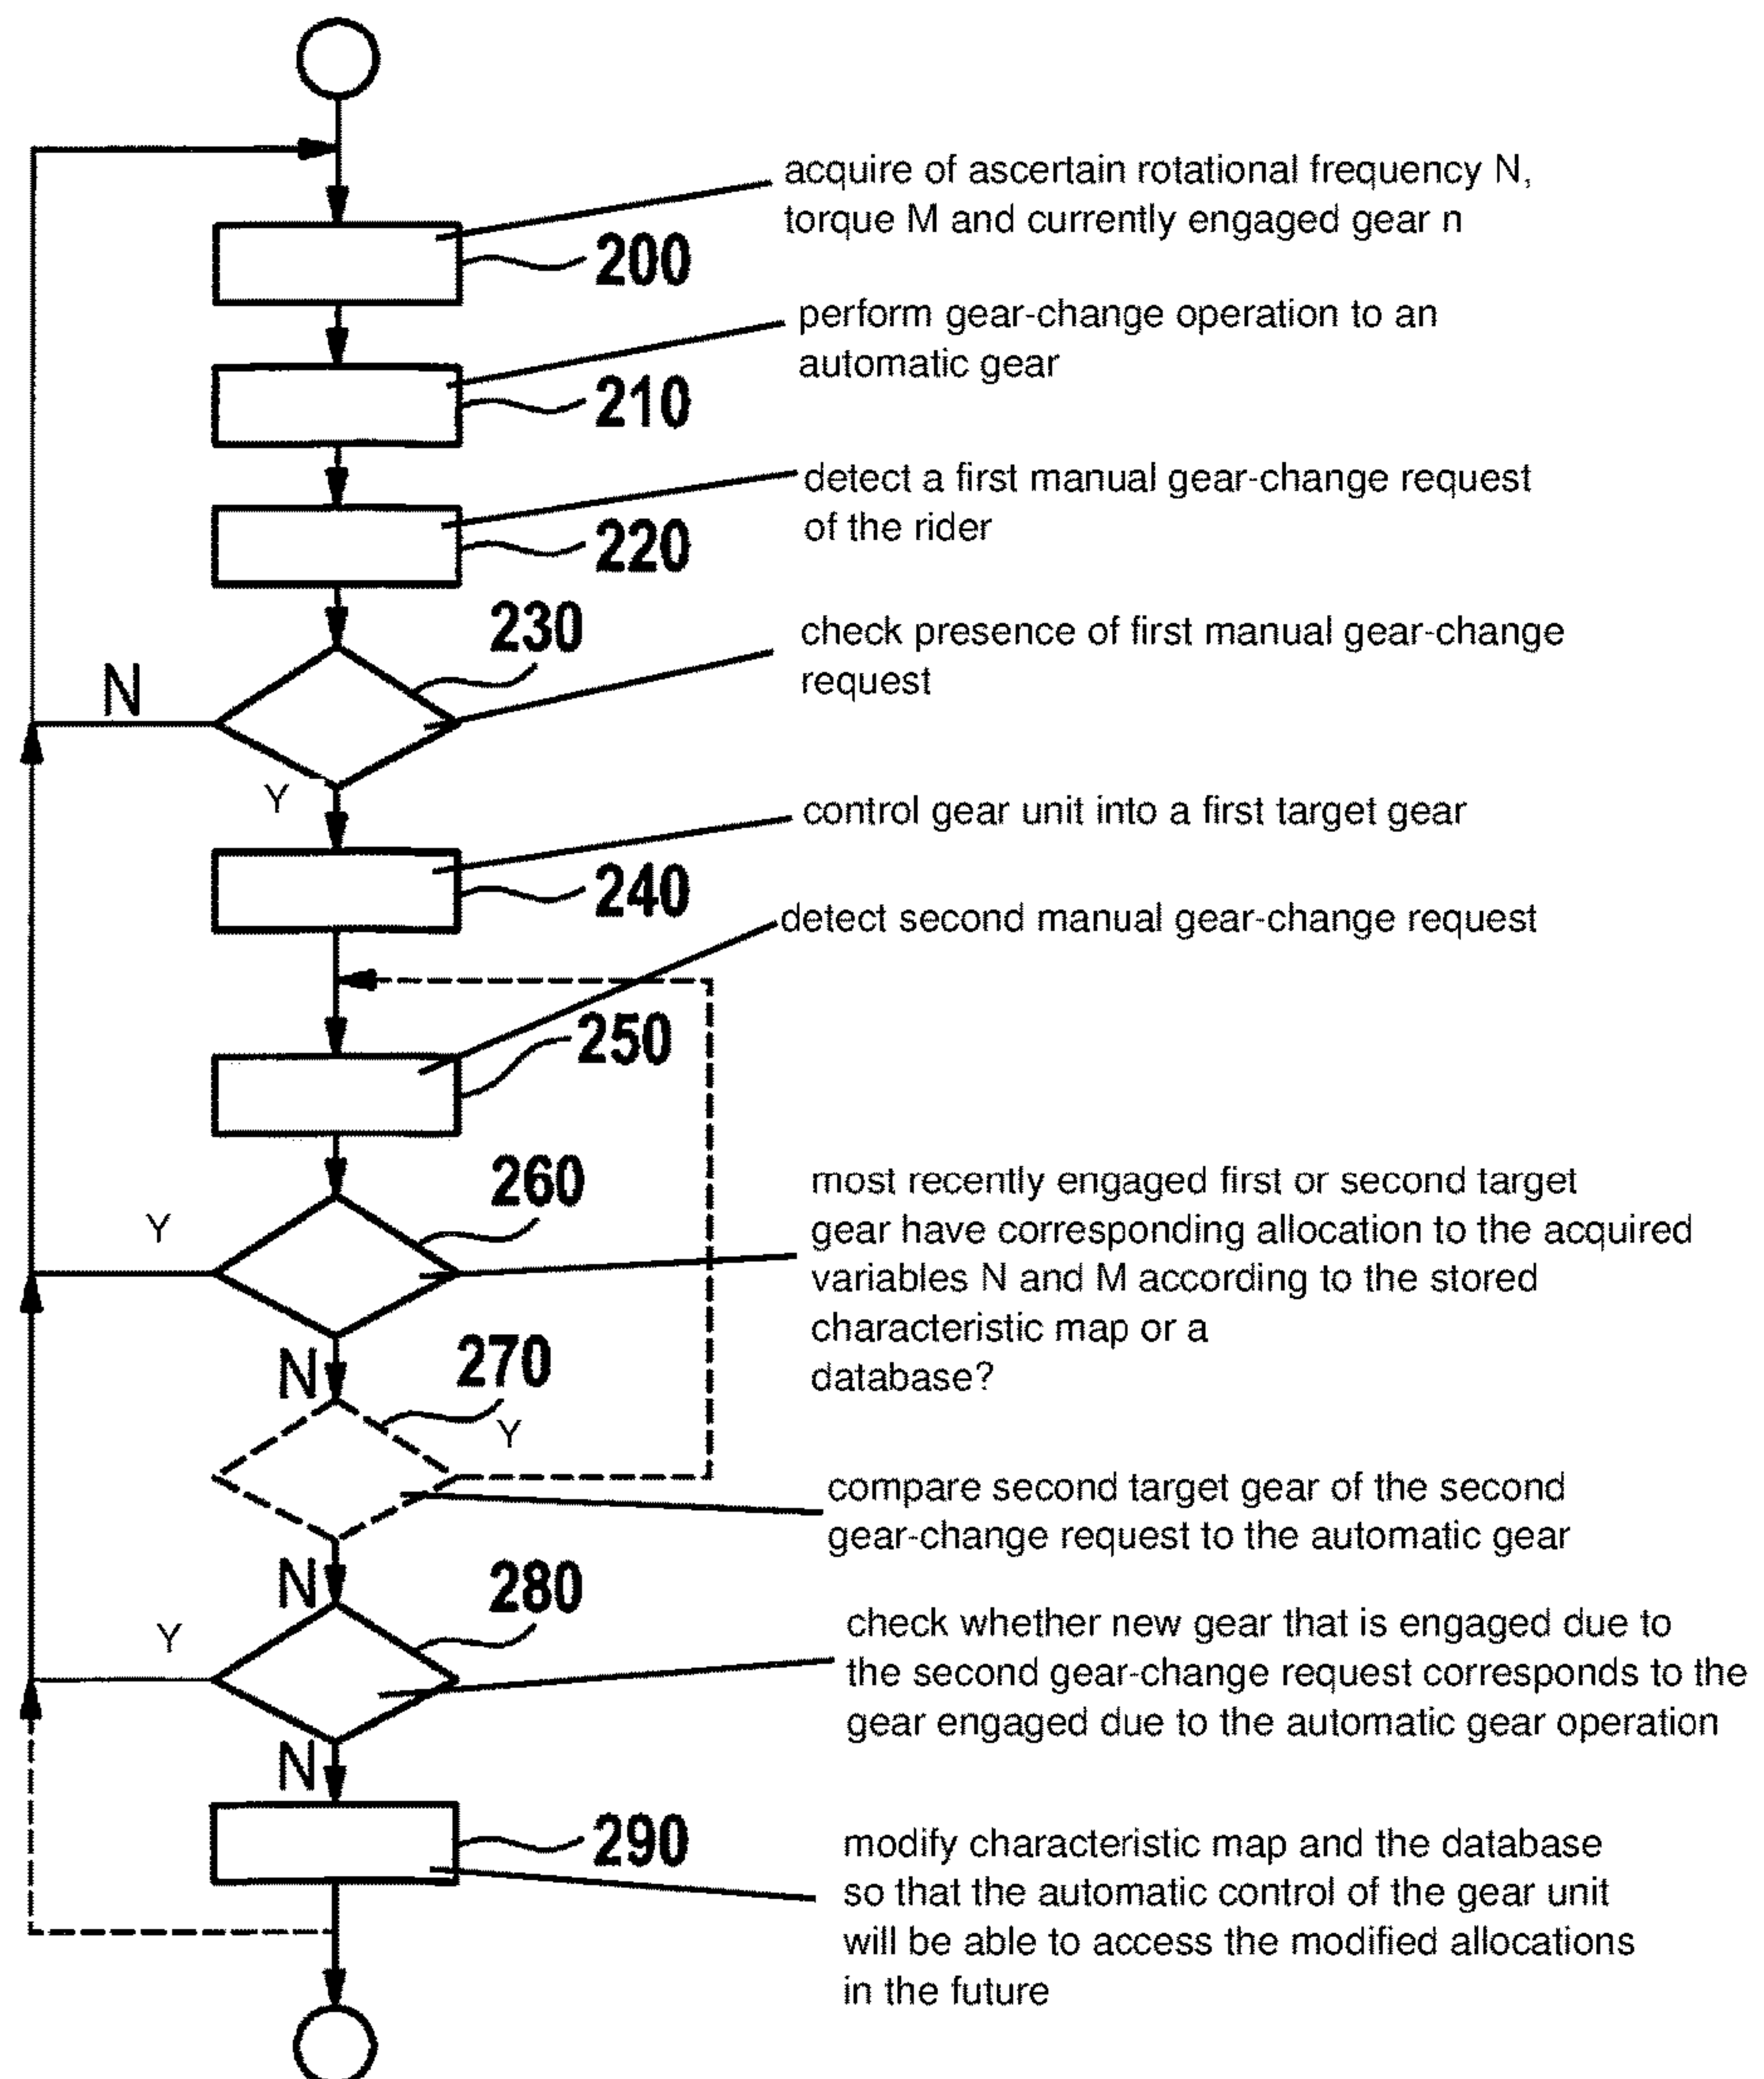 acquire of ascertain rotational frequency N,
torque M and currently engaged gear n
200
perform gear-change operation to an
automatic gear
210
detect a first manual gear-change request
of the rider
220
230
check presence of first manual gear-change
request
N
Y
control gear unit into a first target gear
240
detect second manual gear-change request
250
260
most recently engaged first or second target
gear have corresponding allocation to the acquired
variables N and M according to the stored
characteristic map or a
database?
Y
N
270
Y
compare second target gear of the second
gear-change request to the automatic gear
N
280
check whether new gear that is engaged due to
the second gear-change request corresponds to the
gear engaged due to the automatic gear operation
Y
N
290
modify characteristic map and the database
so that the automatic control of the gear unit
will be able to access the modified allocations
in the future